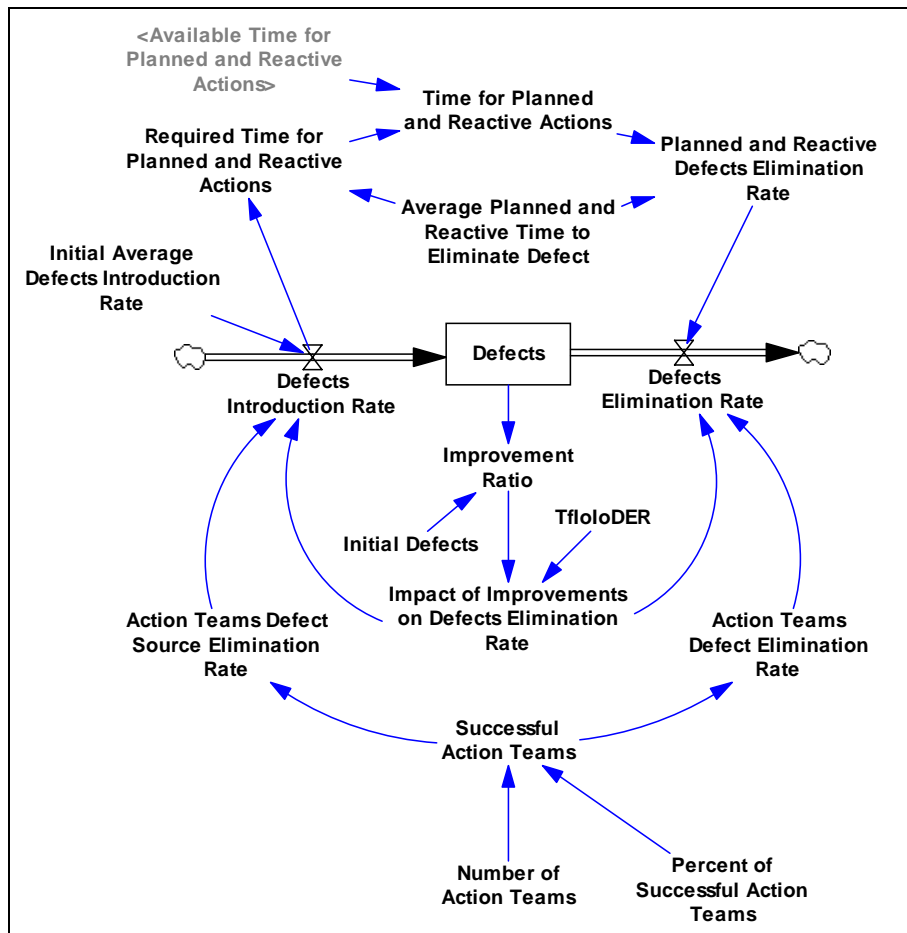 <Available Time for
Planned and Reactive
Actions>
Time for Planned
and Reactive Actions
Required Time for
Planned and Reactive
Actions
Planned and Reactive
Defects Elimination
Rate
Average Planned and
Reactive Time to
Eliminate Defect
Initial Average
Defects Introduction
Rate
Defects
Defects
Introduction Rate
Defects
Elimination Rate
Improvement
Ratio
TfIoIoDER
Initial Defects
Impact of Improvements
on Defects Elimination
Rate
Action Teams Defect
Source Elimination
Rate
Action Teams
Defect Elimination
Rate
Successful
Action Teams
Number of
Action Teams
Percent of
Successful Action
Teams